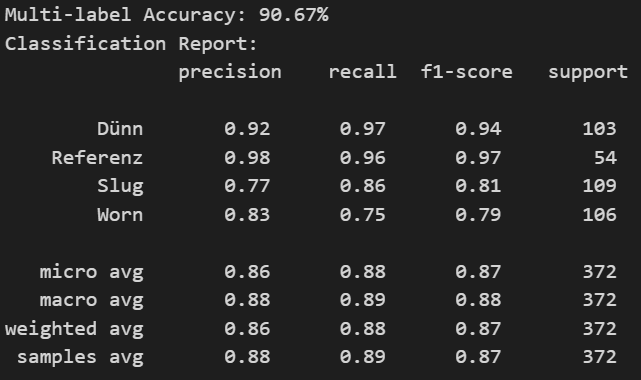 Multi-label Accuracy: 90.67%
Classification Report:
precision recall f1-score support
Dünn 0.92 0.97 0.94 103
Referenz 0.98 0.96 0.97 54
Slug 0.77 0.86 0.81 109
Worn 0.83 0.75 0.79 106
micro avg 0.86 0.88 0.87 372
macro avg 0.88 0.89 0.88 372
weighted avg 0.86 0.88 0.87 372
samples avg 0.88 0.89 0.87 372